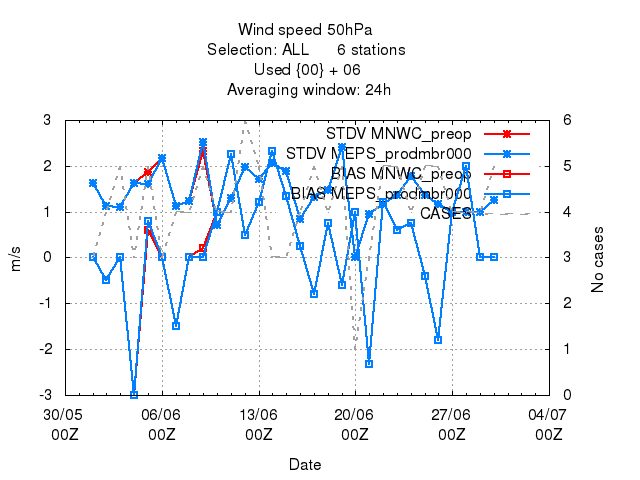 Wind speed 50hPa
Selection: ALL 6 stations
Used {00} + 06
Averaging window: 24h
STDV MNWC_preop
STDV MEPS_prodmbr000
BIAS MNWC_preop
BIAS MEPS_prodmbr000
CASES
3
2
1
0
-1
-2
-3
m/s
6
5
4
3
2
1
0
No cases
30/05 06/06 13/06 20/06 27/06 04/07
00Z 00Z 00Z 00Z 00Z 00Z
Date